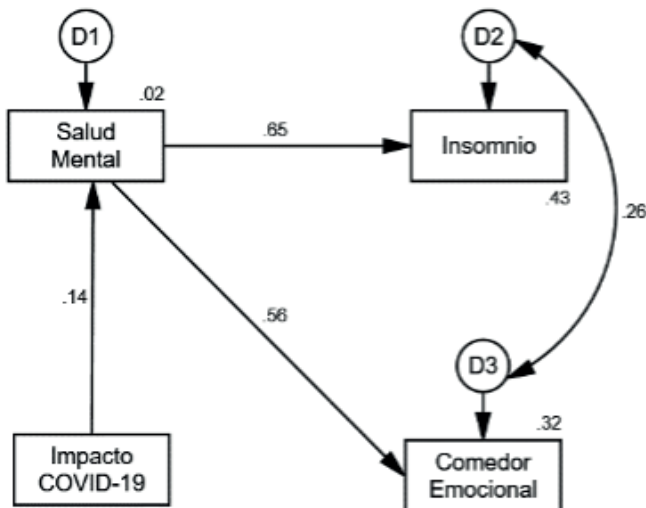 D1
D2
.02
Salud
Mental
.65
Insomnio
.43
.26
.14
.56
D3
.32
Impacto
COVID-19
Comedor
Emocional